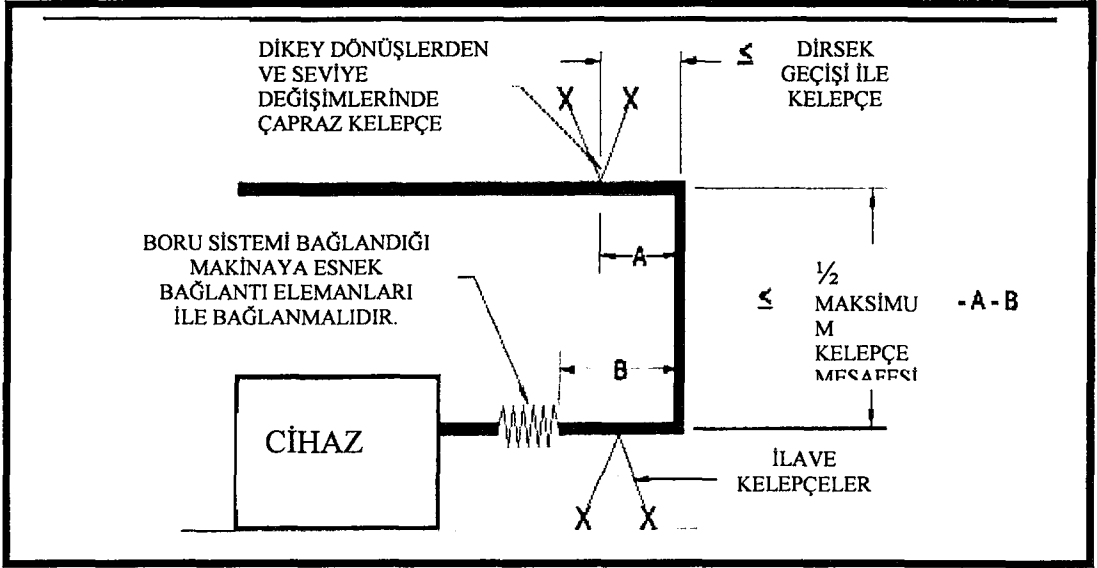 DİKEY DÖNÜŞLERDEN
VE SEVİYE
DEĞİŞİMLERİNDE
ÇAPRAZ KELEPÇE
≤
DİRSEK
GEÇİŞİ İLE
KELEPÇE
X X
A
BORU SİSTEMİ BAĞLANDIĞI
MAKİNAYA ESNEK
BAĞLANTI ELEMANLARI
İLE BAĞLANMALIDIR.
≤
½
MAKSİMU
M
KELEPÇE
MESAFESİ
- A - B
B
CİHAZ
İLAVE
KELEPÇELER
X X